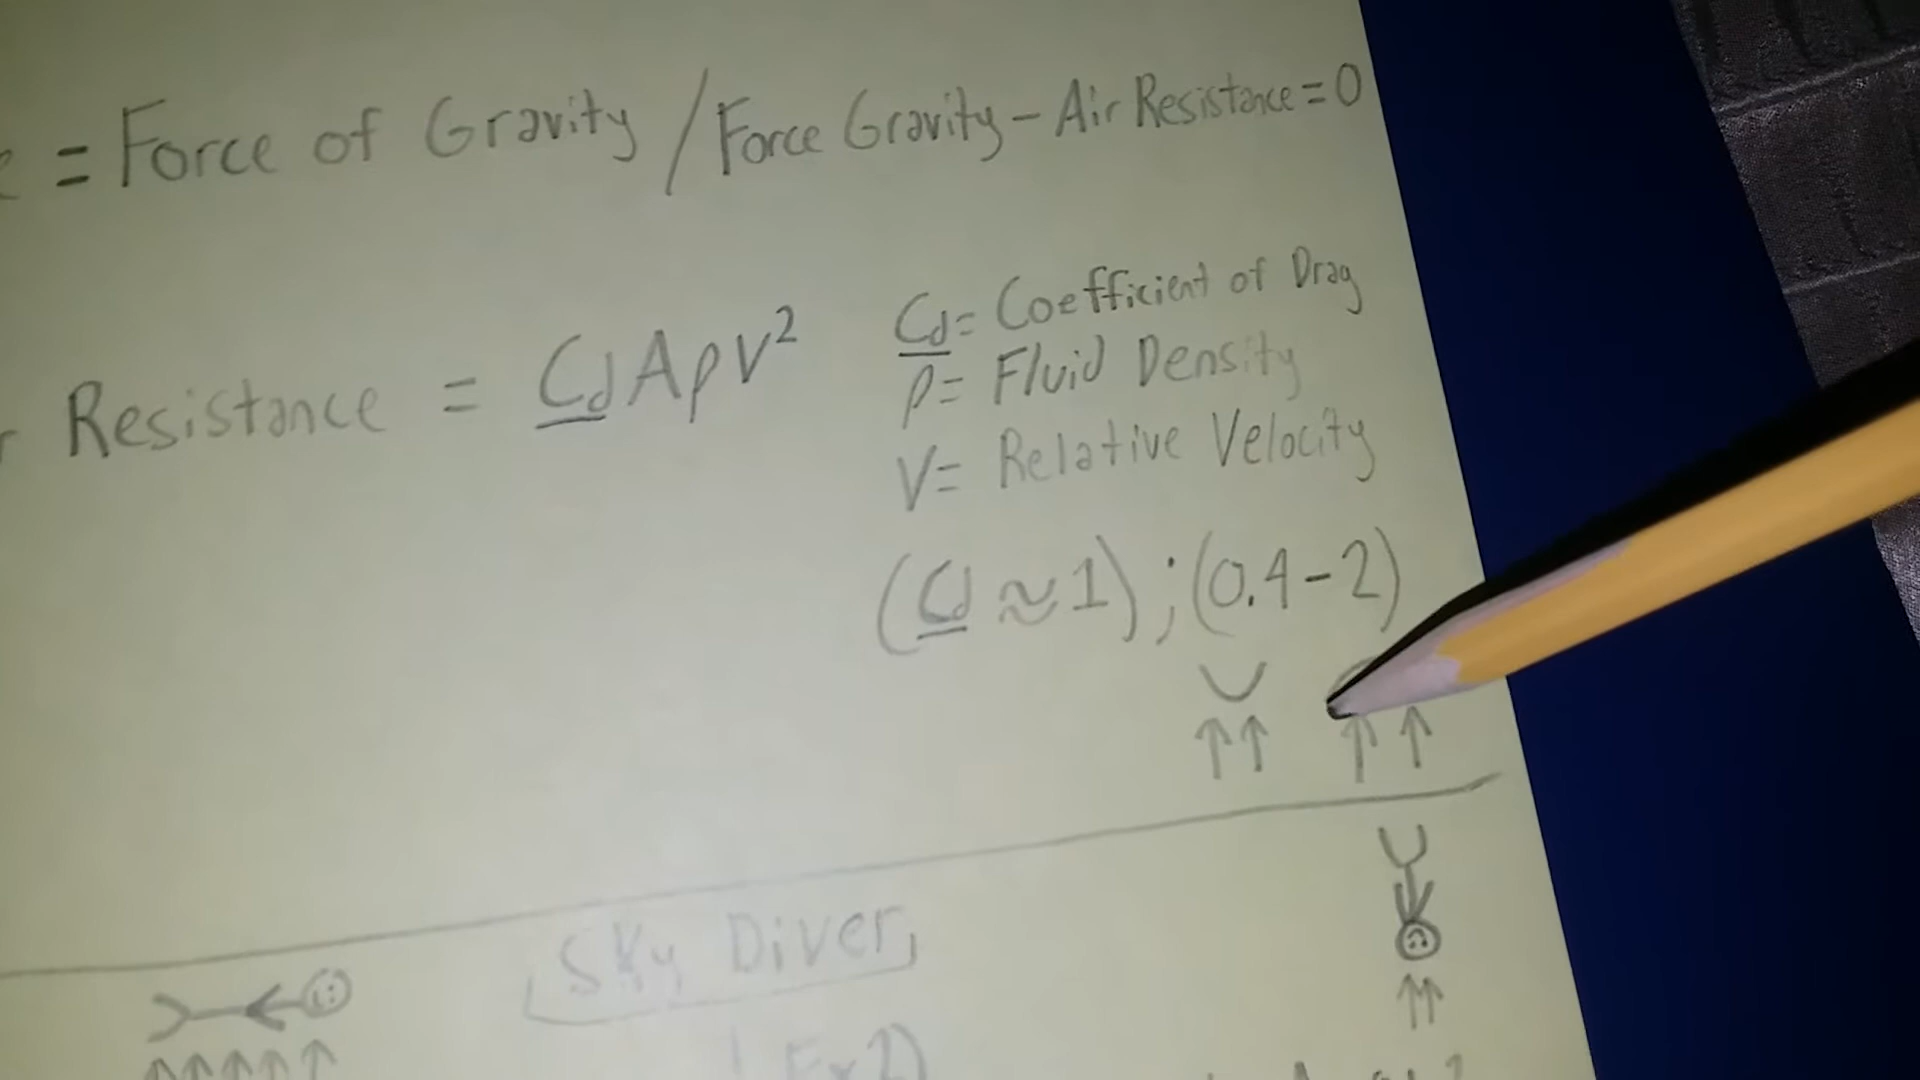 = Force of Gravity / Force Gravity - Air Resistance = 0
Resistance = CdAρv²
Cd = Coefficient of Drag
ρ = Fluid Density
V = Relative Velocity
(Cd ≈ 1) ; (0.4 - 2)
Sky Diver
Ex2)